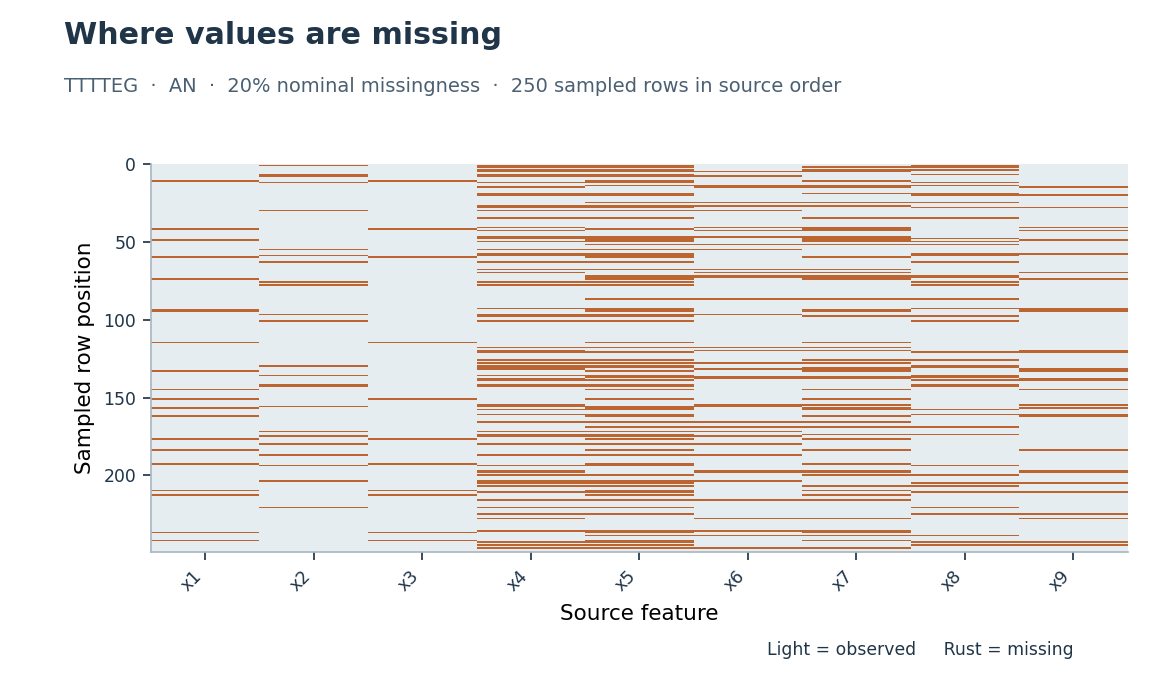 Where values are missing
TTTTEG · AN · 20% nominal missingness · 250 sampled rows in source order
0
50
100
150
200
Sampled row position
x1 x2 x3 x4 x5 x6 x7 x8 x9
Source feature
Light = observed Rust = missing